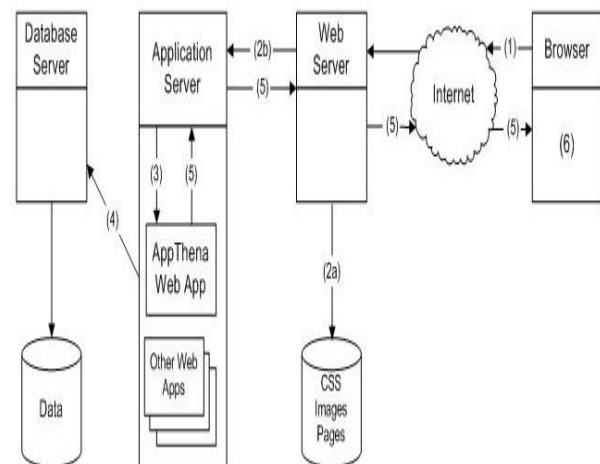 Database
Server
Application
Server
(2b)
(5)
Web
Server
Internet
(1)
(5)
(5)
Browser
(6)
(3)
(5)
(4)
AppThena
Web App
Other Web
Apps
(2a)
Data
CSS
Images
Pages